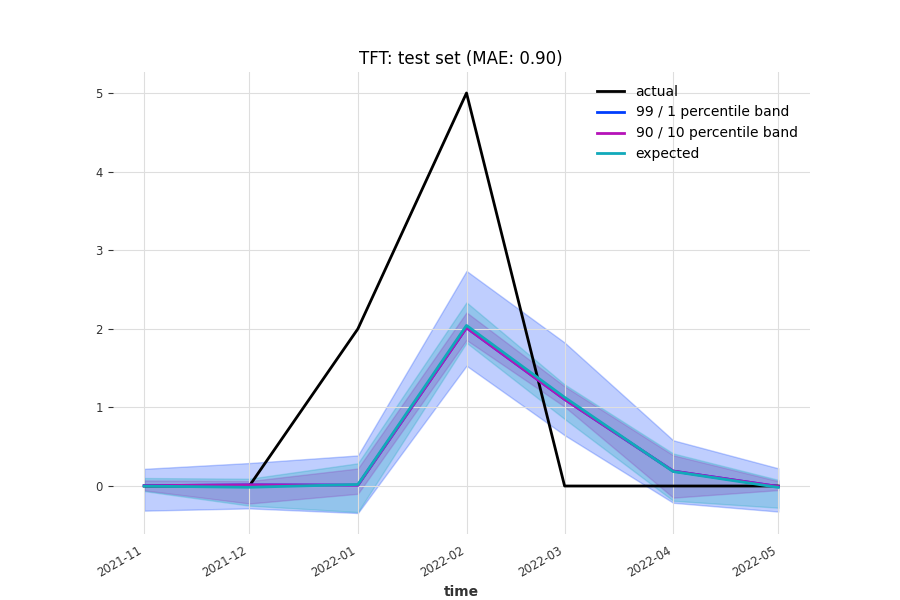 TFT: test set (MAE: 0.90)
actual
99 / 1 percentile band
90 / 10 percentile band
expected
5
4
3
2
1
0
2021-11
2021-12
2022-01
2022-02
2022-03
2022-04
2022-05
time